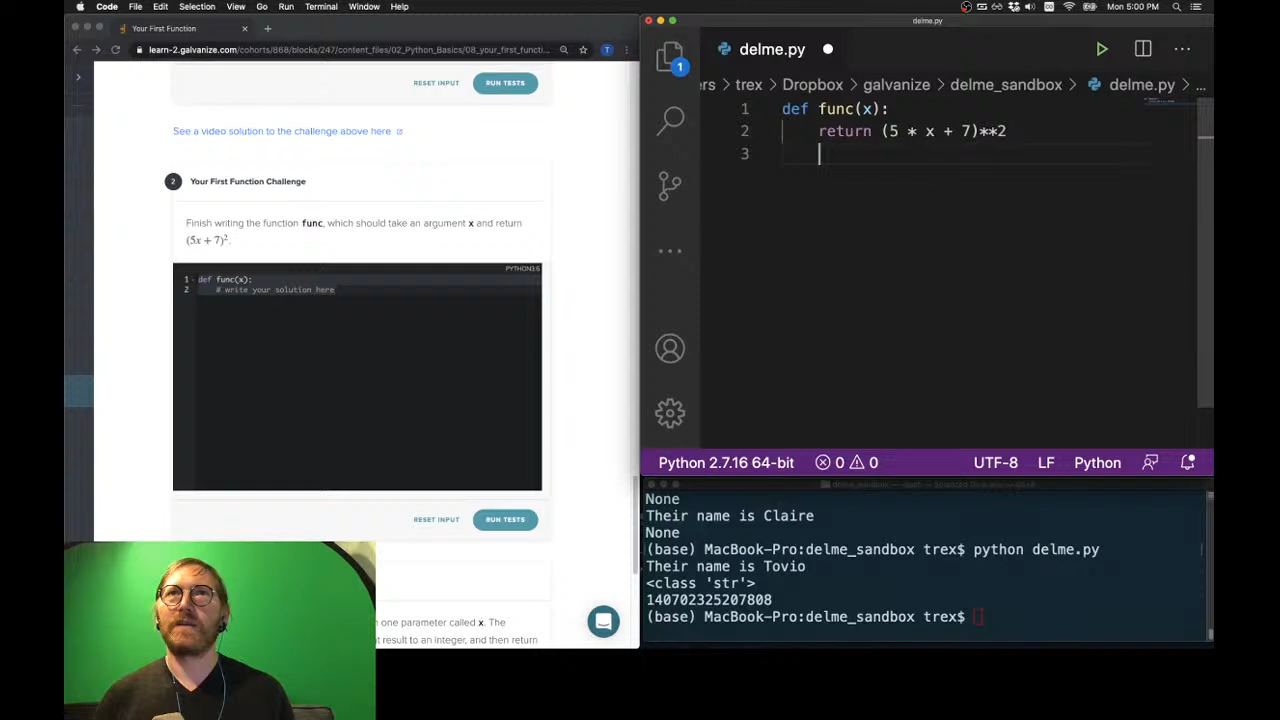 Code File Edit Selection View Go Run Terminal Window Help
Mon 5:00 PM
Your First Function
learn-2.galvanize.com/cohorts/868/blocks/247/content_files/02_Python_Basics/08_your_first_functi...
RESET INPUT
RUN TESTS
See a video solution to the challenge above here
2 Your First Function Challenge
Finish writing the function func, which should take an argument x and return
(5x + 7)².
PYTHON3.6
1 def func(x):
2 # write your solution here
RESET INPUT
RUN TESTS
n one parameter called x. The
t result to an integer, and then return
delme.py
delme.py
1
ers > trex > Dropbox > galvanize > delme_sandbox > delme.py > ...
1 def func(x):
2 return (5 * x + 7)**2
3
Python 2.7.16 64-bit 0 0 UTF-8 LF Python
None
Their name is Claire
None
(base) MacBook-Pro:delme_sandbox trex$ python delme.py
Their name is Tovio
<class 'str'>
140702325207808
(base) MacBook-Pro:delme_sandbox trex$